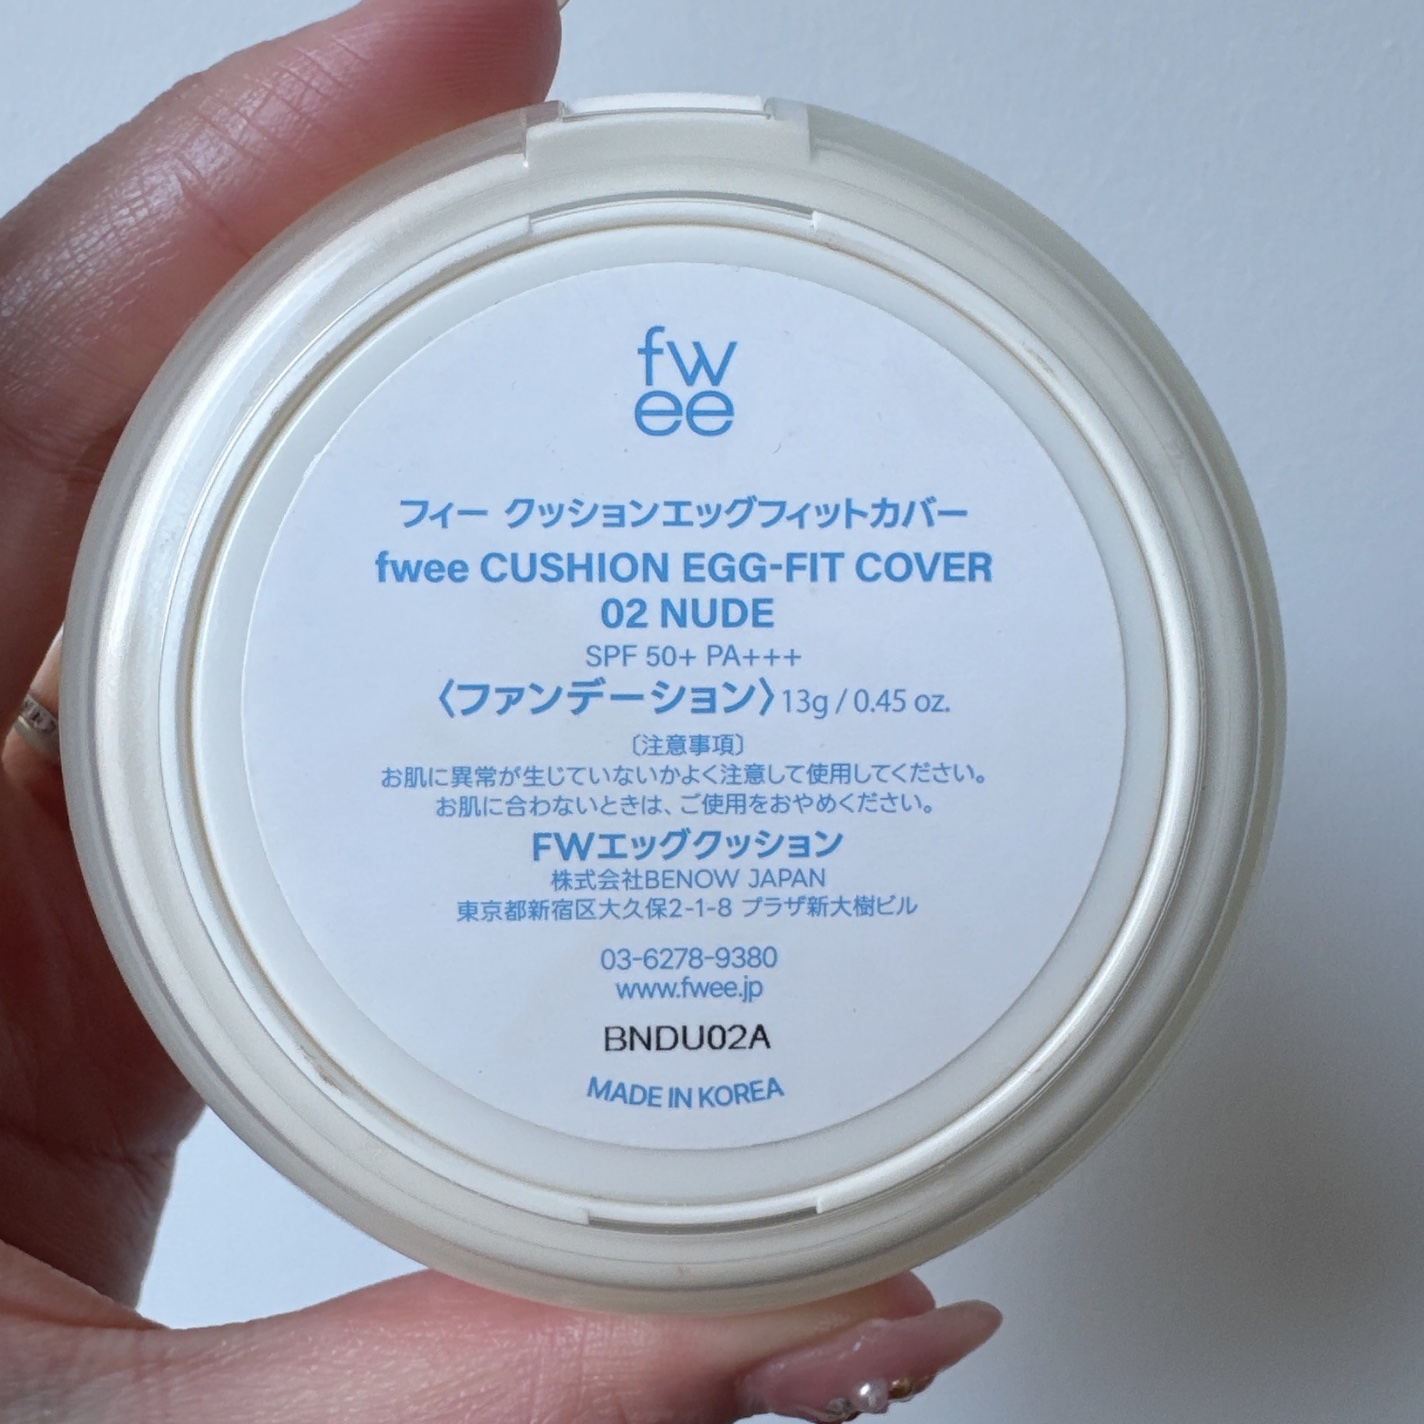 fw
ee
フィー クッションエッグフィットカバー
fwee CUSHION EGG-FIT COVER
02 NUDE
SPF 50+ PA+++
〈ファンデーション〉13g / 0.45 oz.
〔注意事項〕
お肌に異常が生じていないかよく注意して使用してください。
お肌に合わないときは、ご使用をおやめください。
FWエッグクッション
株式会社BENOW JAPAN
東京都新宿区大久保2-1-8 プラザ新大樹ビル
03-6278-9380
www.fwee.jp
BNDU02A
MADE IN KOREA